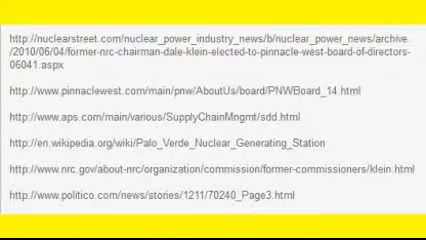 http://nuclearstreet.com/nuclear_power_industry_news/b/nuclear_power_news/archive
/2010/06/04/former-nrc-chairman-dale-klein-elected-to-pinnacle-west-board-of-directors-
06041.aspx
http://www.pinnaclewest.com/main/pnw/AboutUs/board/PNWBoard_14.html
http://www.aps.com/main/various/SupplyChainMngmt/sdd.html
http://en.wikipedia.org/wiki/Palo_Verde_Nuclear_Generating_Station
http://www.nrc.gov/about-nrc/organization/commission/former-commissioners/klein.html
http://www.politico.com/news/stories/1211/70240_Page3.html